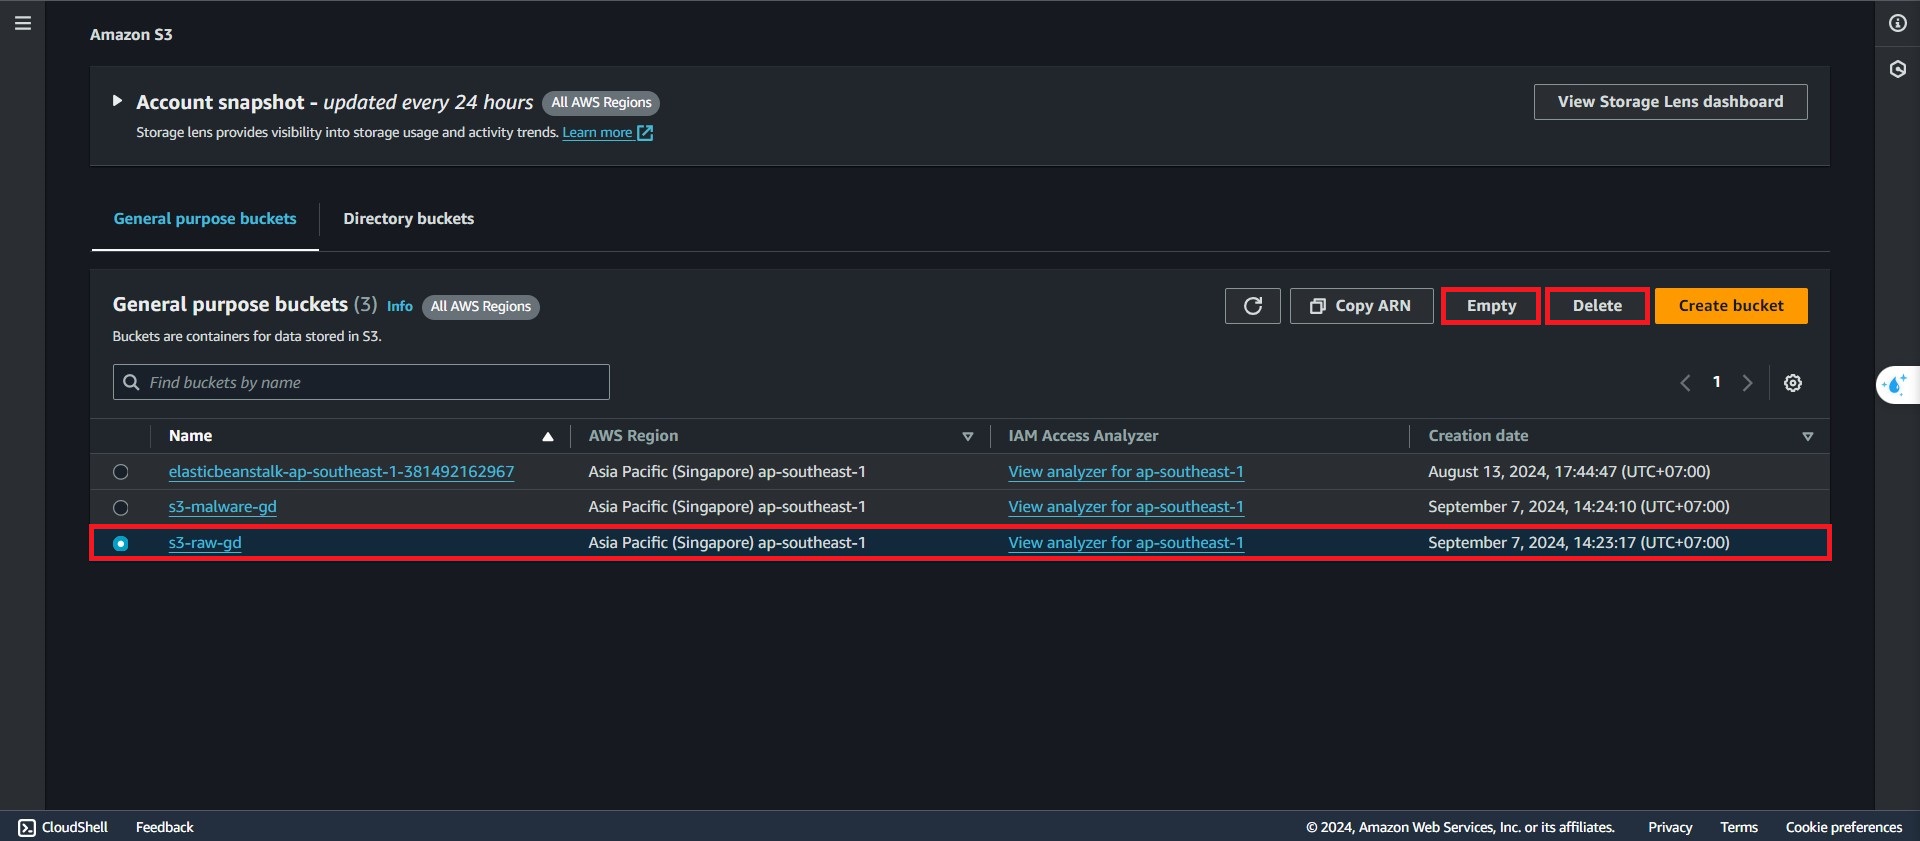 Amazon S3
Account snapshot - updated every 24 hours All AWS Regions
View Storage Lens dashboard
Storage lens provides visibility into storage usage and activity trends. Learn more
General purpose buckets Directory buckets
General purpose buckets (3) Info All AWS Regions
Copy ARN Empty Delete Create bucket
Buckets are containers for data stored in S3.
Find buckets by name
1
Name AWS Region IAM Access Analyzer Creation date
elasticbeanstalk-ap-southeast-1-381492162967 Asia Pacific (Singapore) ap-southeast-1 View analyzer for ap-southeast-1 August 13, 2024, 17:44:47 (UTC+07:00)
s3-malware-gd Asia Pacific (Singapore) ap-southeast-1 View analyzer for ap-southeast-1 September 7, 2024, 14:24:10 (UTC+07:00)
s3-raw-gd Asia Pacific (Singapore) ap-southeast-1 View analyzer for ap-southeast-1 September 7, 2024, 14:23:17 (UTC+07:00)
CloudShell Feedback © 2024, Amazon Web Services, Inc. or its affiliates. Privacy Terms Cookie preferences